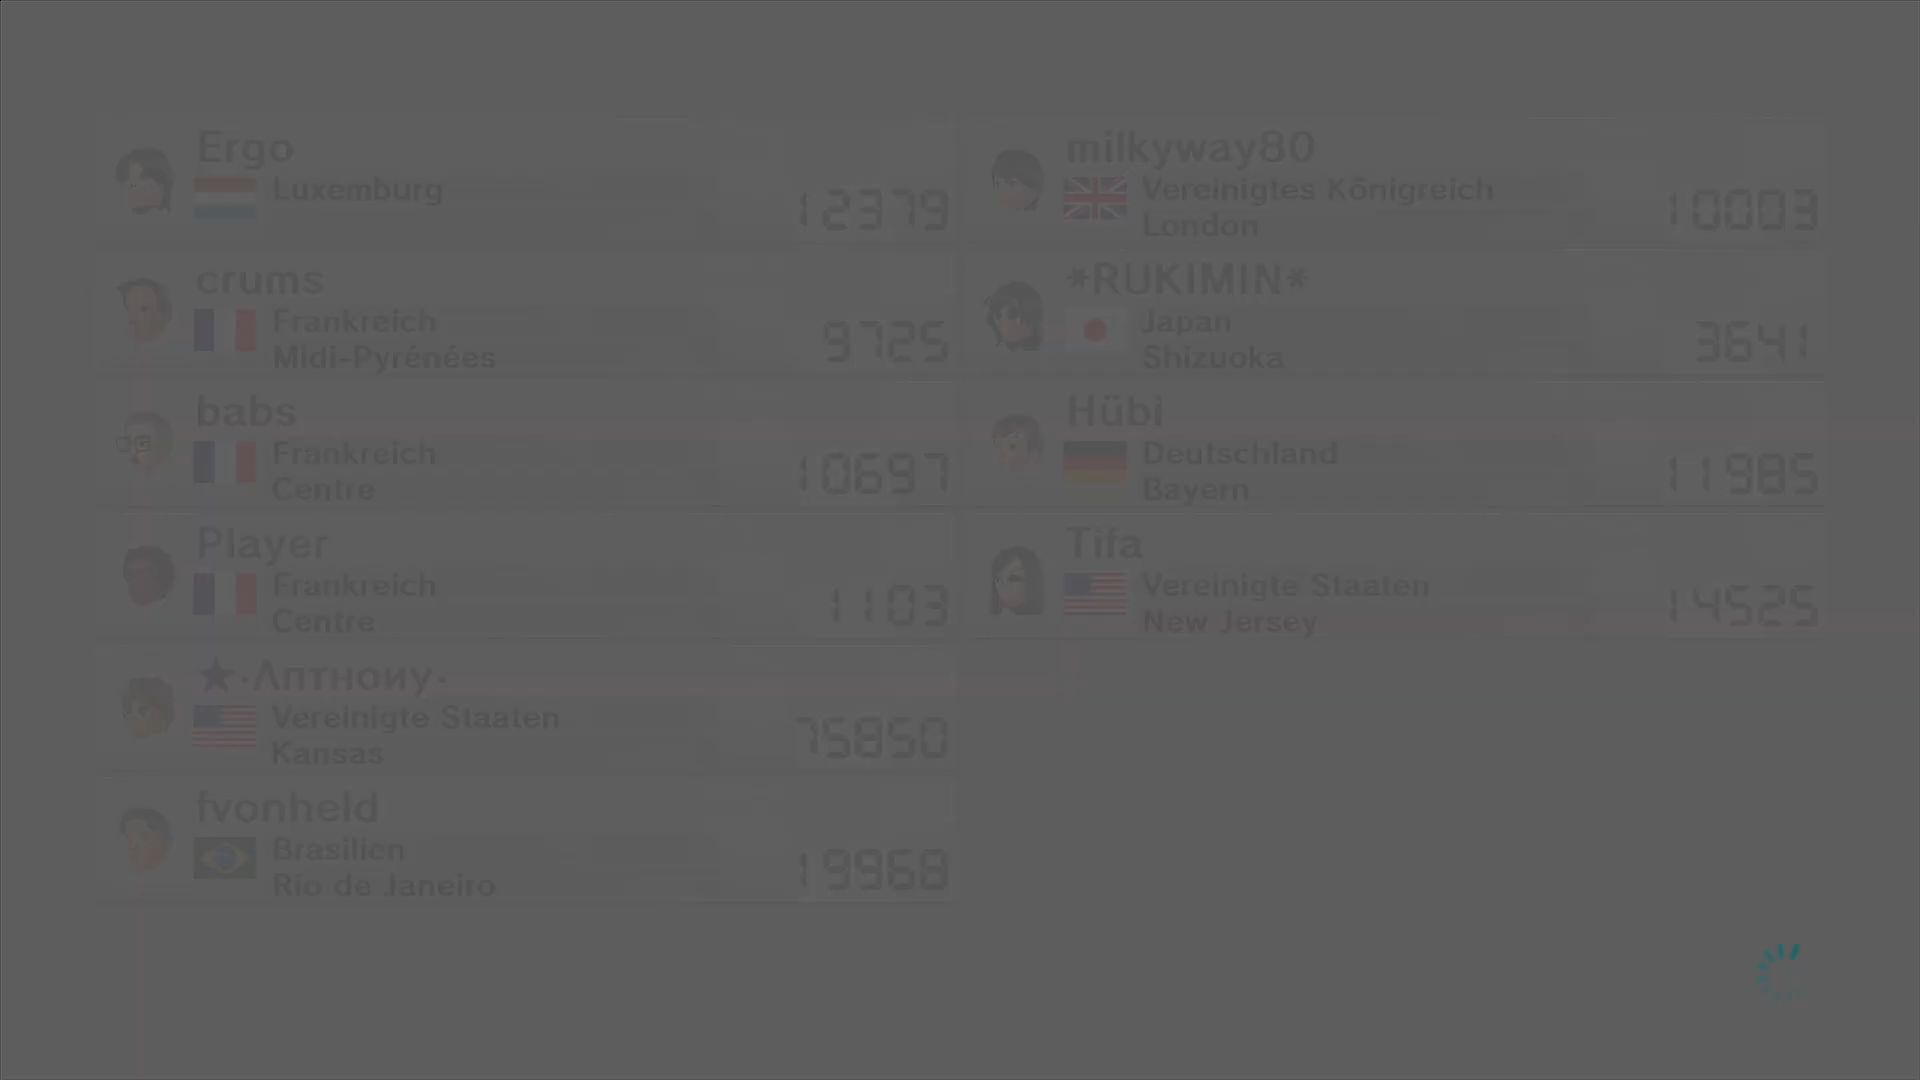 Ergo
Luxemburg
12379
crums
Frankreich
Midi-Pyrénées
9725
babs
Frankreich
Centre
10697
Player
Frankreich
Centre
1103
★·Λптноиу·
Vereinigte Staaten
Kansas
75850
fvonheld
Brasilien
Rio de Janeiro
19968
milkyway80
Vereinigtes Königreich
London
10003
*RUKIMIN*
Japan
Shizuoka
3641
Hübi
Deutschland
Bayern
11985
Tifa
Vereinigte Staaten
New Jersey
14525